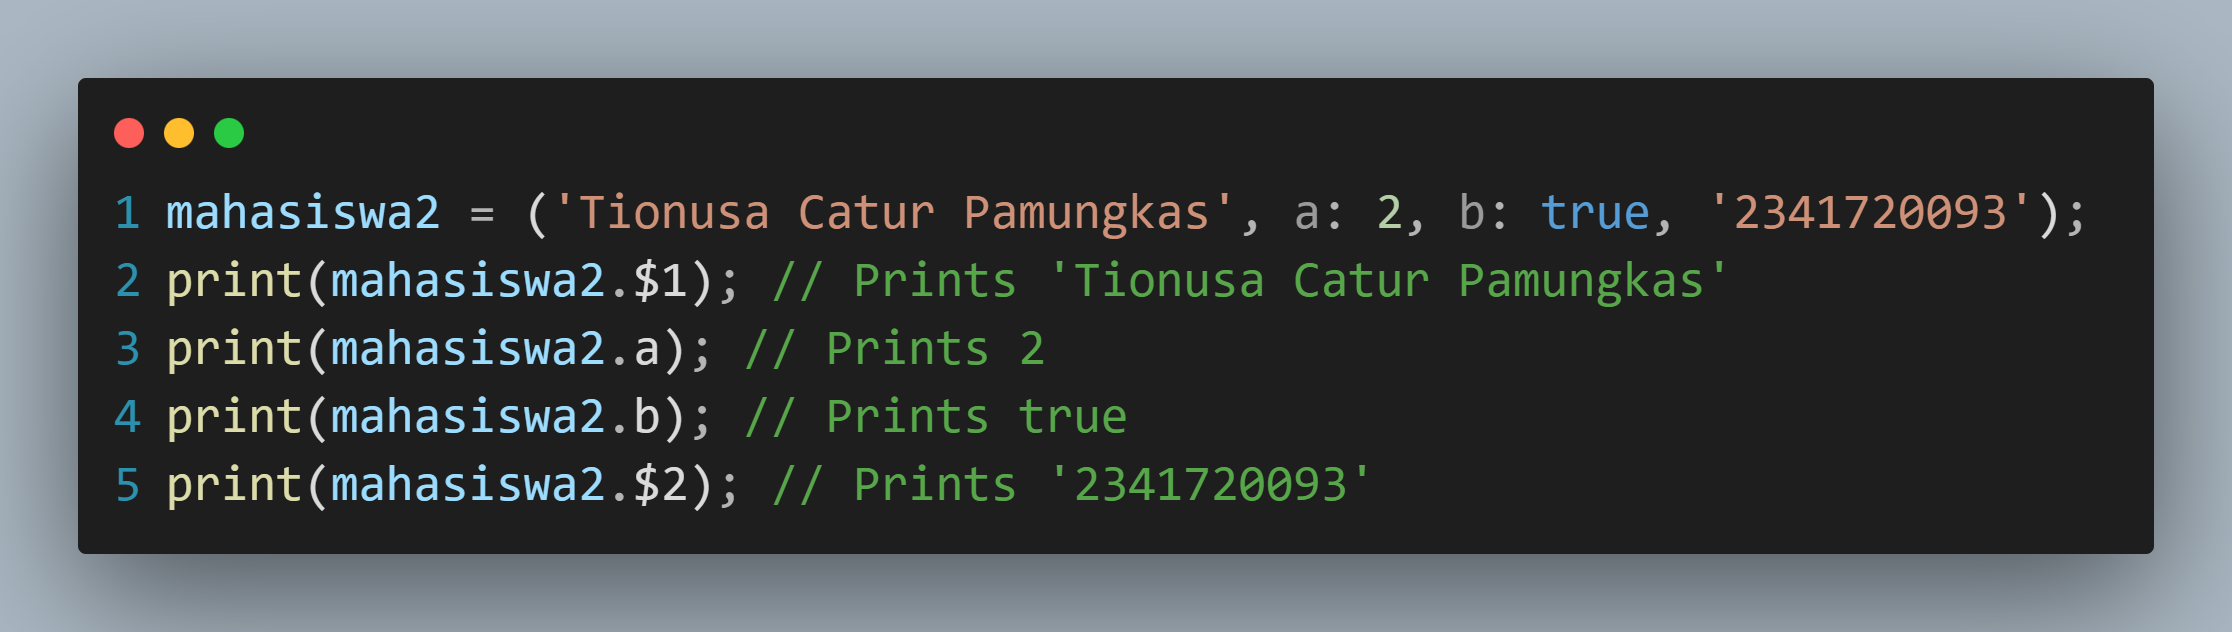 1 mahasiswa2 = ('Tionusa Catur Pamungkas', a: 2, b: true, '2341720093');
2 print(mahasiswa2.$1); // Prints 'Tionusa Catur Pamungkas'
3 print(mahasiswa2.a); // Prints 2
4 print(mahasiswa2.b); // Prints true
5 print(mahasiswa2.$2); // Prints '2341720093'